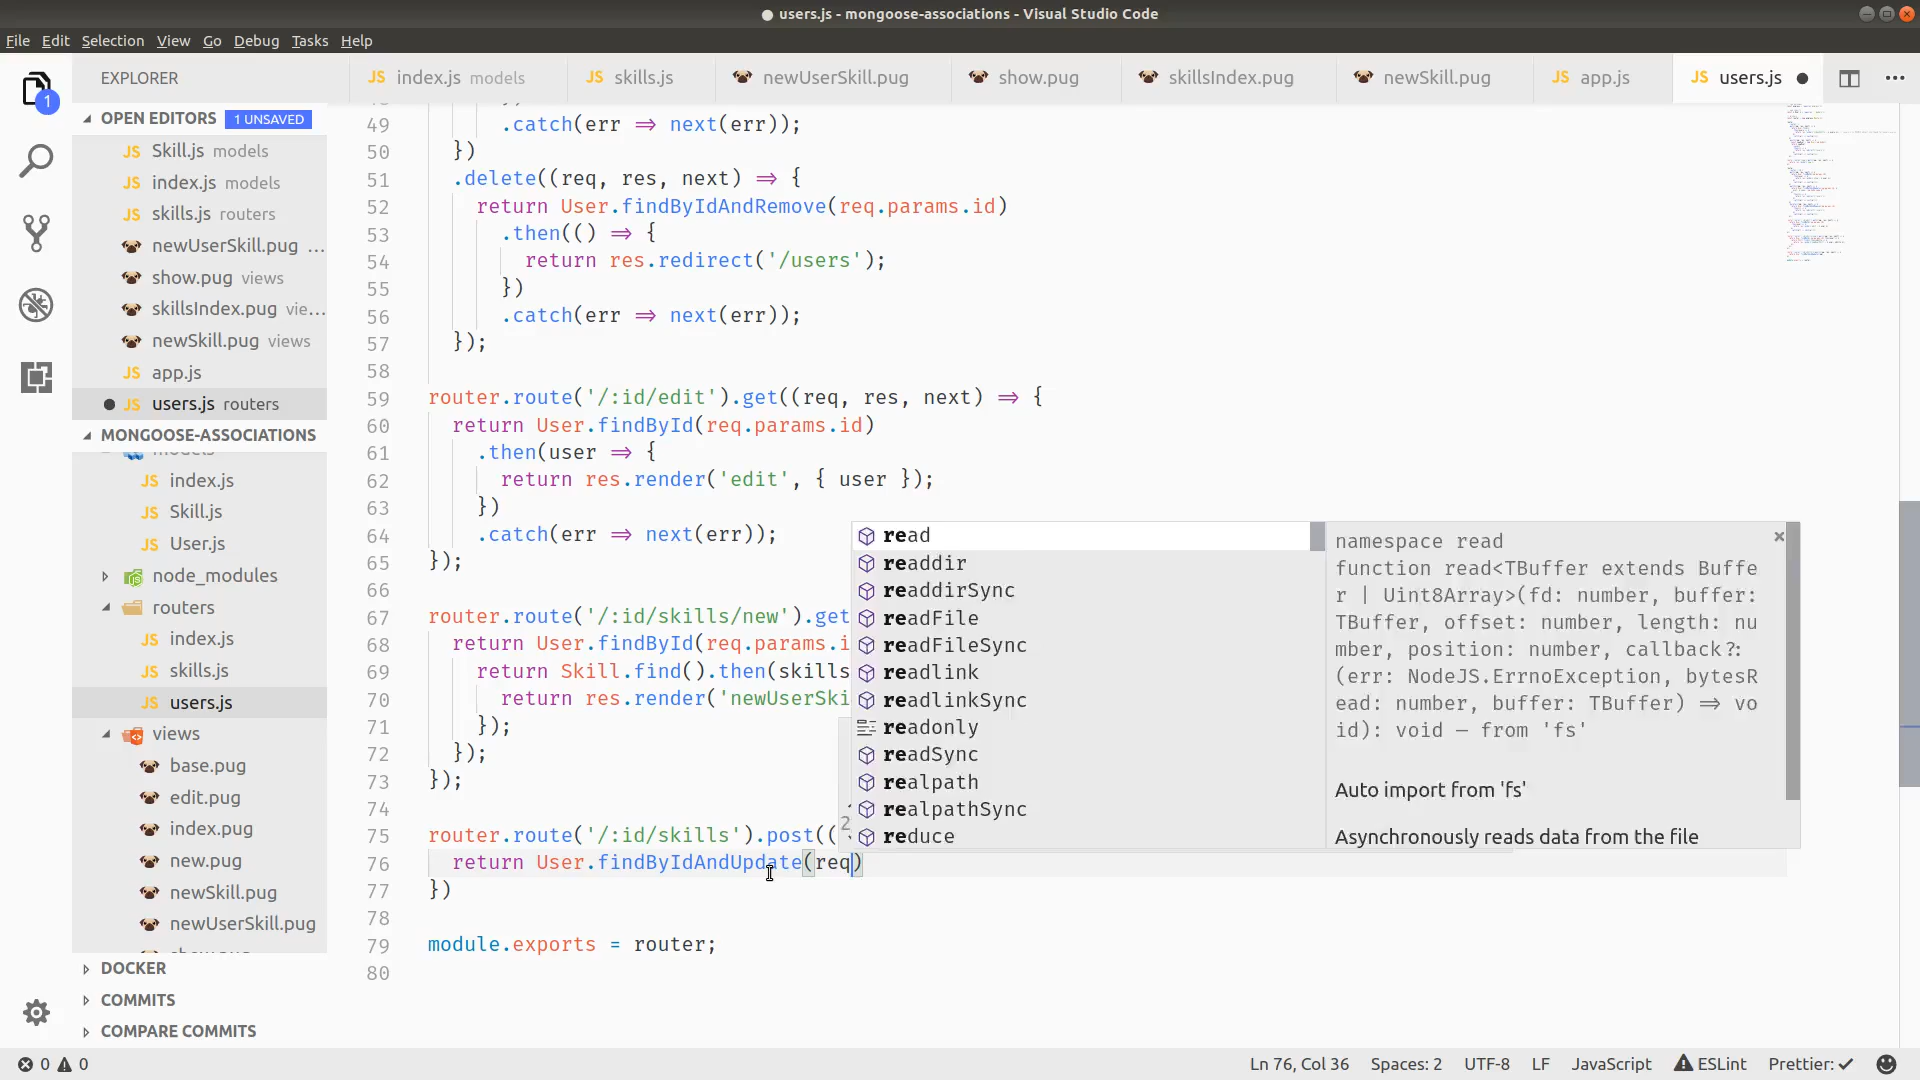 users.js - mongoose-associations - Visual Studio Code
File Edit Selection View Go Debug Tasks Help
EXPLORER
JS index.js models
JS skills.js
newUserSkill.pug
show.pug
skillsIndex.pug
newSkill.pug
JS app.js
JS users.js
1
OPEN EDITORS 1 UNSAVED
JS Skill.js models
JS index.js models
JS skills.js routers
newUserSkill.pug ...
show.pug views
skillsIndex.pug vie...
newSkill.pug views
JS app.js
JS users.js routers
MONGOOSE-ASSOCIATIONS
models
JS index.js
JS Skill.js
JS User.js
node_modules
routers
JS index.js
JS skills.js
JS users.js
views
base.pug
edit.pug
index.pug
new.pug
newSkill.pug
newUserSkill.pug
show.pug
DOCKER
COMMITS
COMPARE COMMITS
49 .catch(err ⇒ next(err));
50 })
51 .delete((req, res, next) ⇒ {
52 return User.findByIdAndRemove(req.params.id)
53 .then(() ⇒ {
54 return res.redirect('/users');
55 })
56 .catch(err ⇒ next(err));
57 });
58
59 router.route('/:id/edit').get((req, res, next) ⇒ {
60 return User.findById(req.params.id)
61 .then(user ⇒ {
62 return res.render('edit', { user });
63 })
64 .catch(err ⇒ next(err));
65 });
66
67 router.route('/:id/skills/new').get
68 return User.findById(req.params.i
69 return Skill.find().then(skills
70 return res.render('newUserSki
71 });
72 });
73 });
74
75 router.route('/:id/skills').post((
76 return User.findByIdAndUpdate(req)
77 })
78
79 module.exports = router;
80
2
read
readdir
readdirSync
readFile
readFileSync
readlink
readlinkSync
readonly
readSync
realpath
realpathSync
reduce
namespace read
function read<TBuffer extends Buffe
r | Uint8Array>(fd: number, buffer:
TBuffer, offset: number, length: nu
mber, position: number, callback?:
(err: NodeJS.ErrnoException, bytesR
ead: number, buffer: TBuffer) ⇒ vo
id): void — from 'fs'
Auto import from 'fs'
Asynchronously reads data from the file
0 0
Ln 76, Col 36 Spaces: 2 UTF-8 LF JavaScript ESLint Prettier: ✓